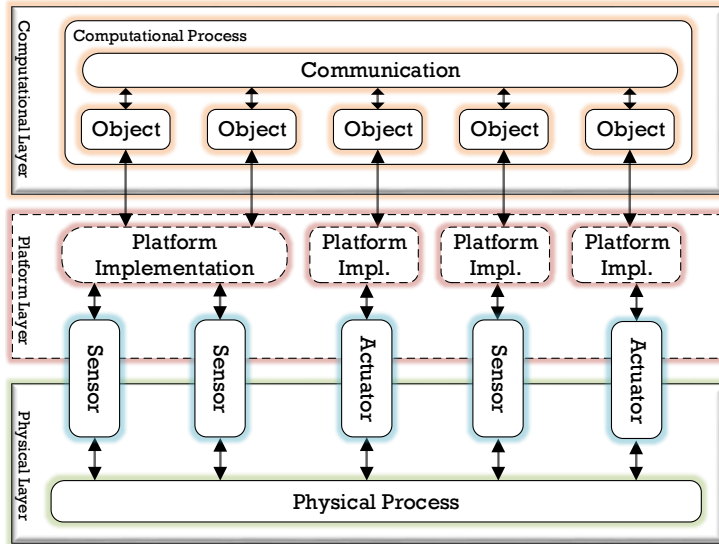 Computational Layer
Computational Process
Communication
Object
Object
Object
Object
Object
Platform Layer
Platform
Implementation
Platform
Impl.
Platform
Impl.
Platform
Impl.
Sensor
Sensor
Actuator
Sensor
Actuator
Physical Layer
Physical Process